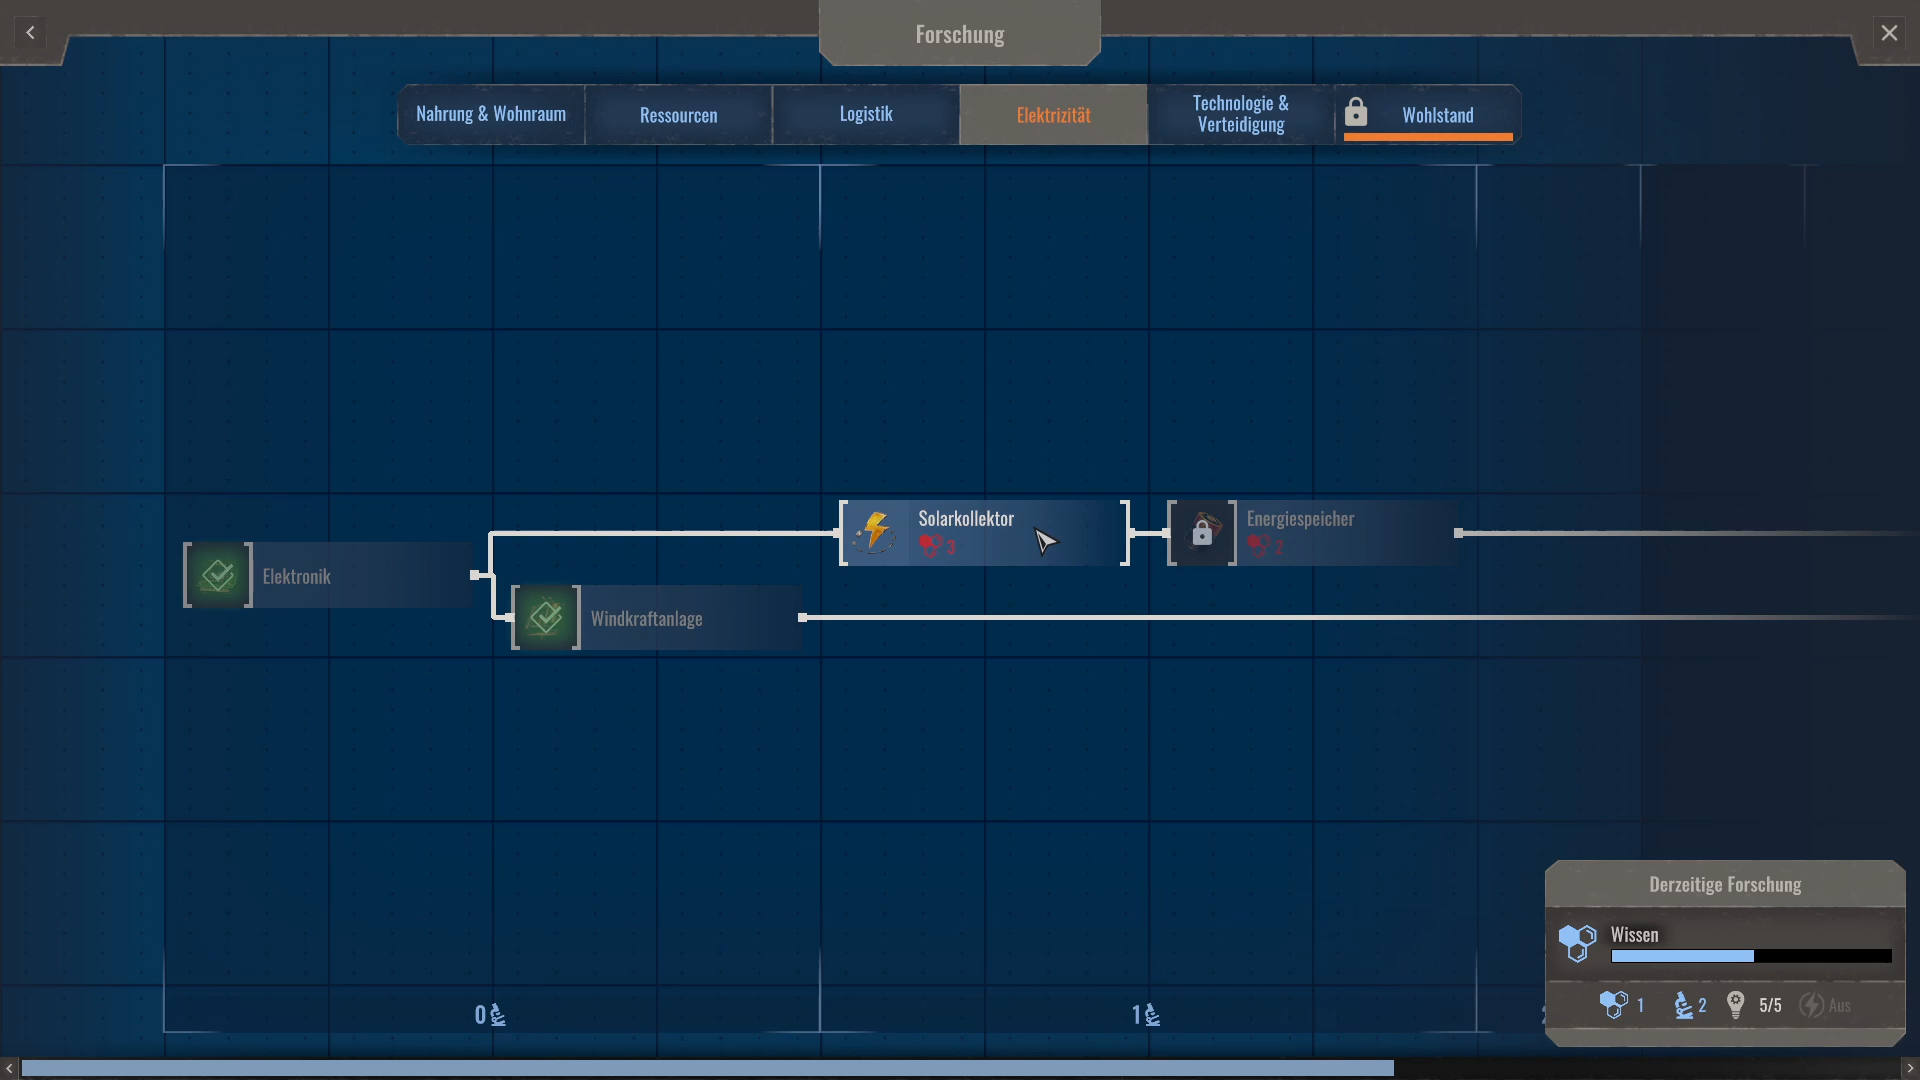 Forschung
Nahrung & Wohnraum
Ressourcen
Logistik
Elektrizität
Technologie &
Verteidigung
Wohlstand
Solarkollektor
3
Energiespeicher
2
Elektronik
Windkraftanlage
Derzeitige Forschung
Wissen
1
2
5/5
Aus
0
1